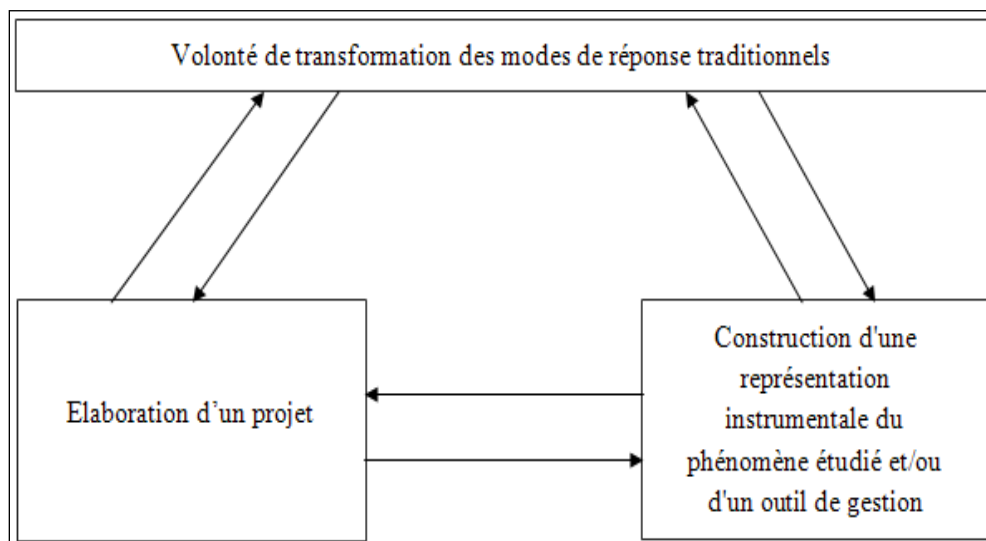 Volonté de transformation des modes de réponse traditionnels
Elaboration d’un projet
Construction d'une
représentation
instrumentale du
phénomène étudié et/ou
d'un outil de gestion